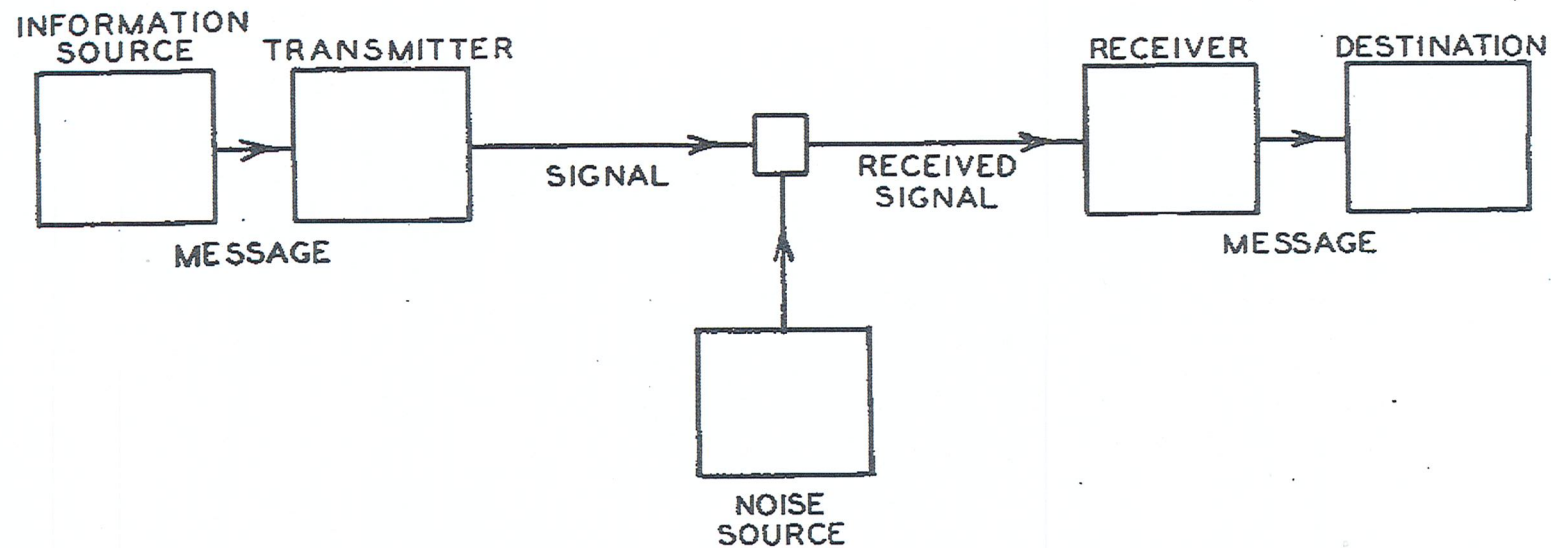 INFORMATION
SOURCE
TRANSMITTER
RECEIVER
DESTINATION
SIGNAL
RECEIVED
SIGNAL
MESSAGE
MESSAGE
NOISE
SOURCE